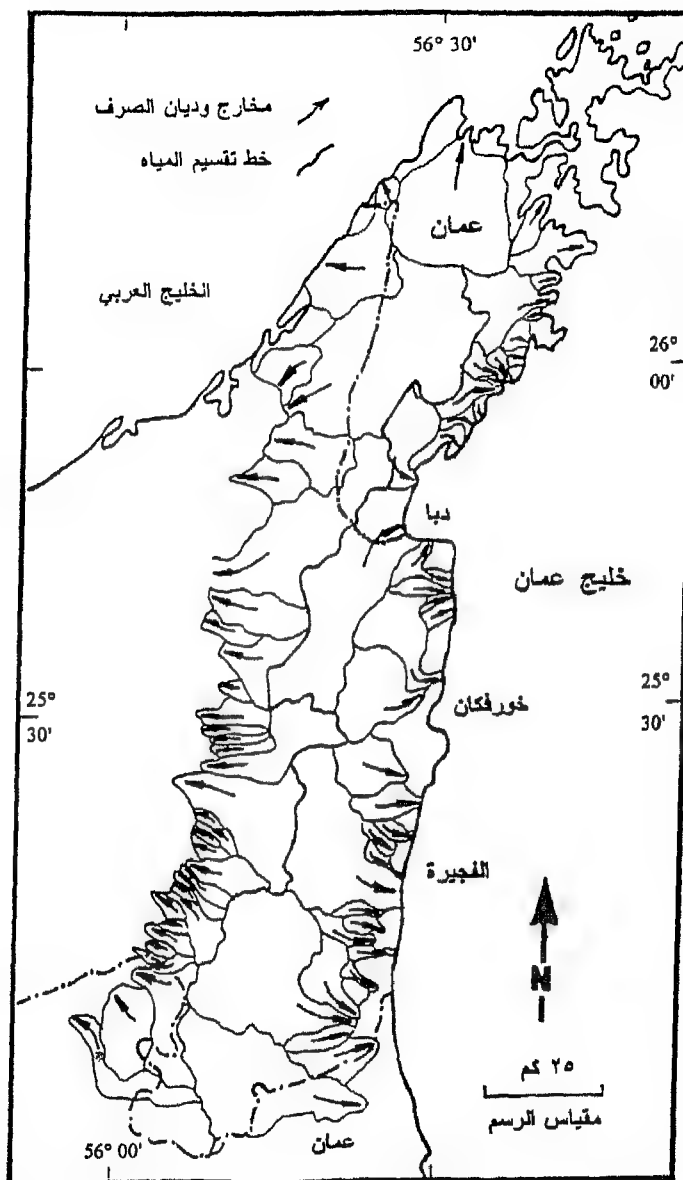 56° 30'
مخارج وديان الصرف
خط تقسيم المياه
عمان
الخليج العربي
26°
00'
دبا
خليج عمان
25°
30'
خورفكان
25°
30'
الفجيرة
N
٢٥ كم
مقياس الرسم
عمان
56° 00'